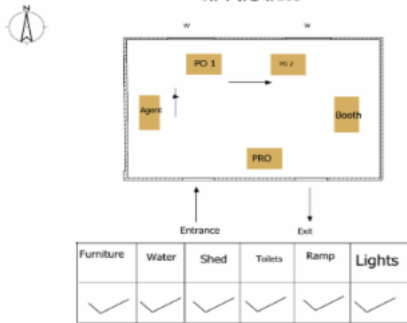 N
W W
PO 1 PO 2
Agent
Booth
PRO
Entrance Exit
Furniture Water Shed Toilets Ramp Lights